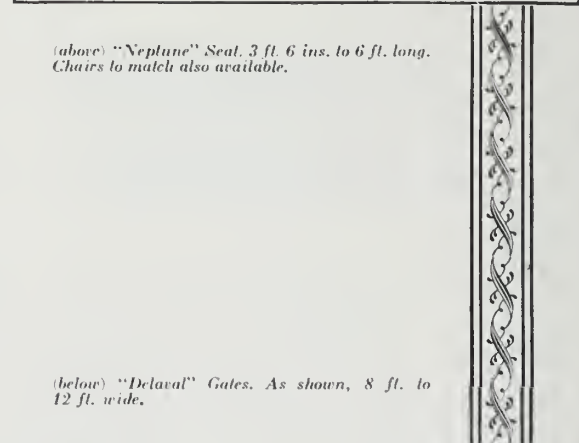 (above) "Neptune" Seat. 3 ft. 6 ins. to 6 ft. long.
Chairs to match also available.
(below) "Delaval" Gates. As shown, 8 ft. to
12 ft. wide.